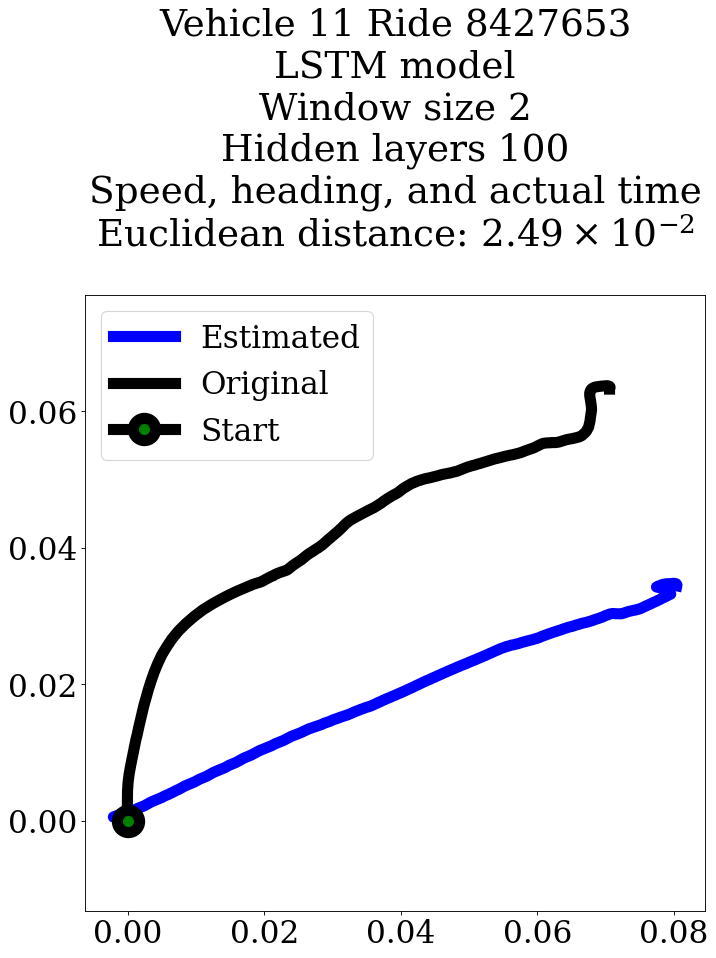 Vehicle 11 Ride 8427653
LSTM model
Window size 2
Hidden layers 100
Speed, heading, and actual time
Euclidean distance: 2.49 × 10⁻²
Estimated
Original
Start
0.06
0.04
0.02
0.00
0.00 0.02 0.04 0.06 0.08